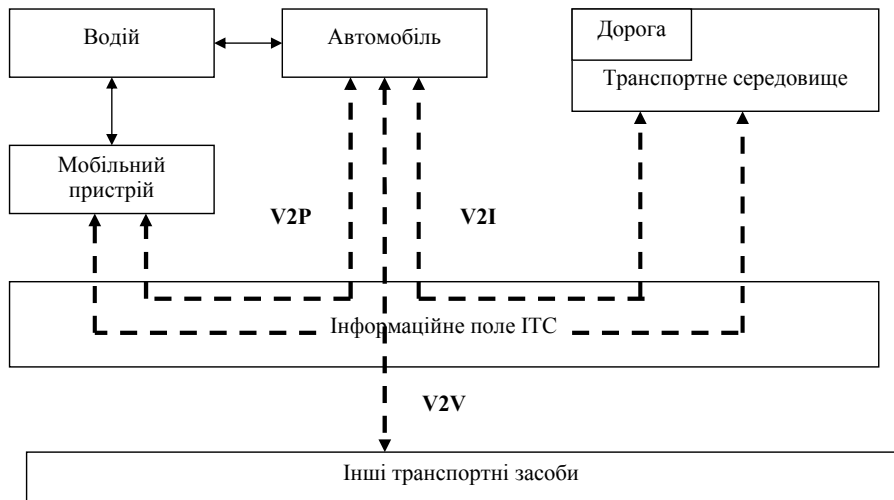 Водій
Автомобіль
Дорога
Транспортне середовище
Мобільний
пристрій
V2P
V2I
Інформаційне поле ІТС
V2V
Інші транспортні засоби